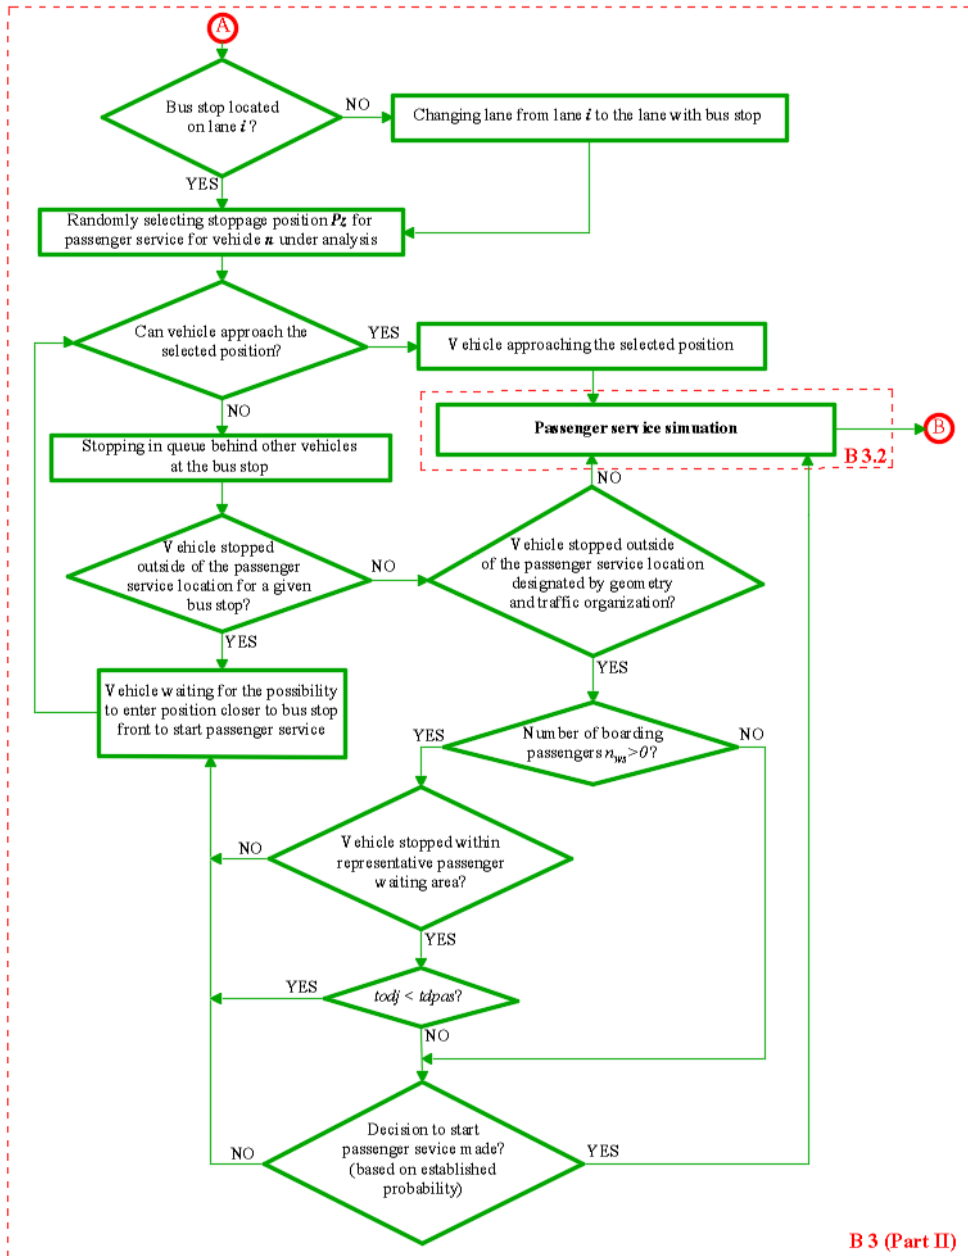 A
Bus stop located
on lane i ?
NO
Changing lane from lane i to the lane with bus stop
YES
Randomly selecting stoppage position Pz for
passenger service for vehicle n under analysis
Can vehicle approach the
selected position?
YES
Vehicle approaching the selected position
NO
Passenger service simuation
B
B 3.2
Stopping in queue behind other vehicles
at the bus stop
NO
Vehicle stopped
outside of the passenger
service location for a given
bus stop?
NO
Vehicle stopped outside
of the passenger service location
designated by geometry
and traffic organization?
YES
YES
Vehicle waiting for the possibility
to enter position closer to bus stop
front to start passenger service
Number of boarding
passengers nws>0?
YES
NO
Vehicle stopped within
representative passenger
waiting area?
NO
YES
todj < tdpas?
YES
NO
Decision to start
passenger sevice made?
(based on established
probability)
NO
YES
B 3 (Part II)